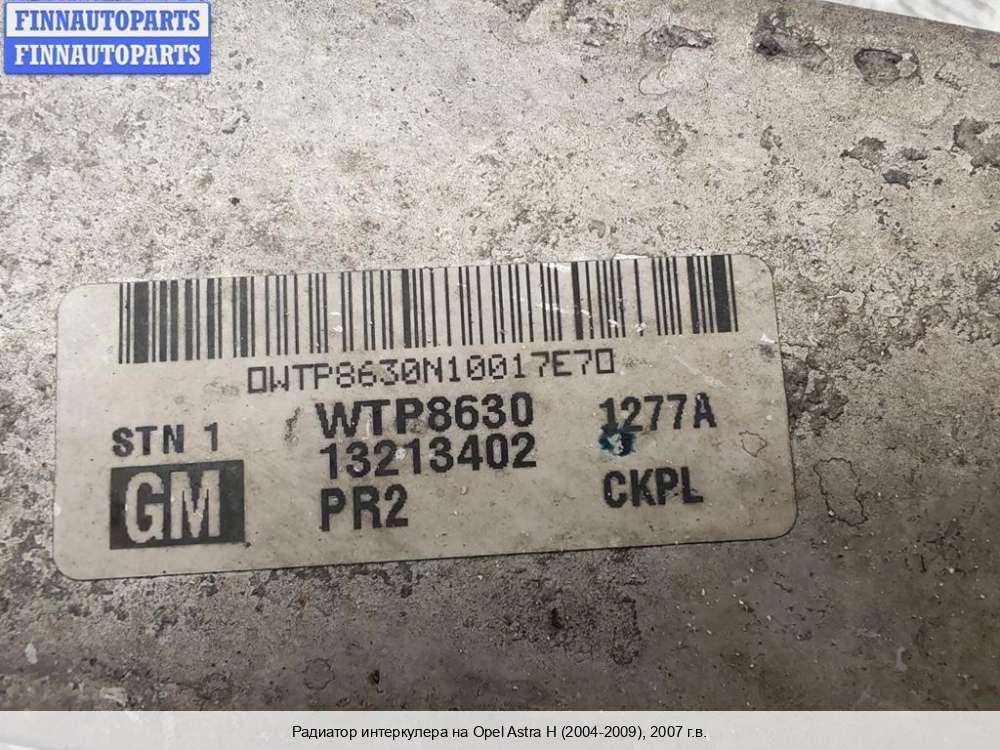 FINNAUTOPARTS
FINNAUTOPARTS
0WTP8630N10017E70
STN 1
WTP8630
1277A
13213402
GM
PR2
CKPL
Радиатор интеркулера на Opel Astra H (2004-2009), 2007 г.в.